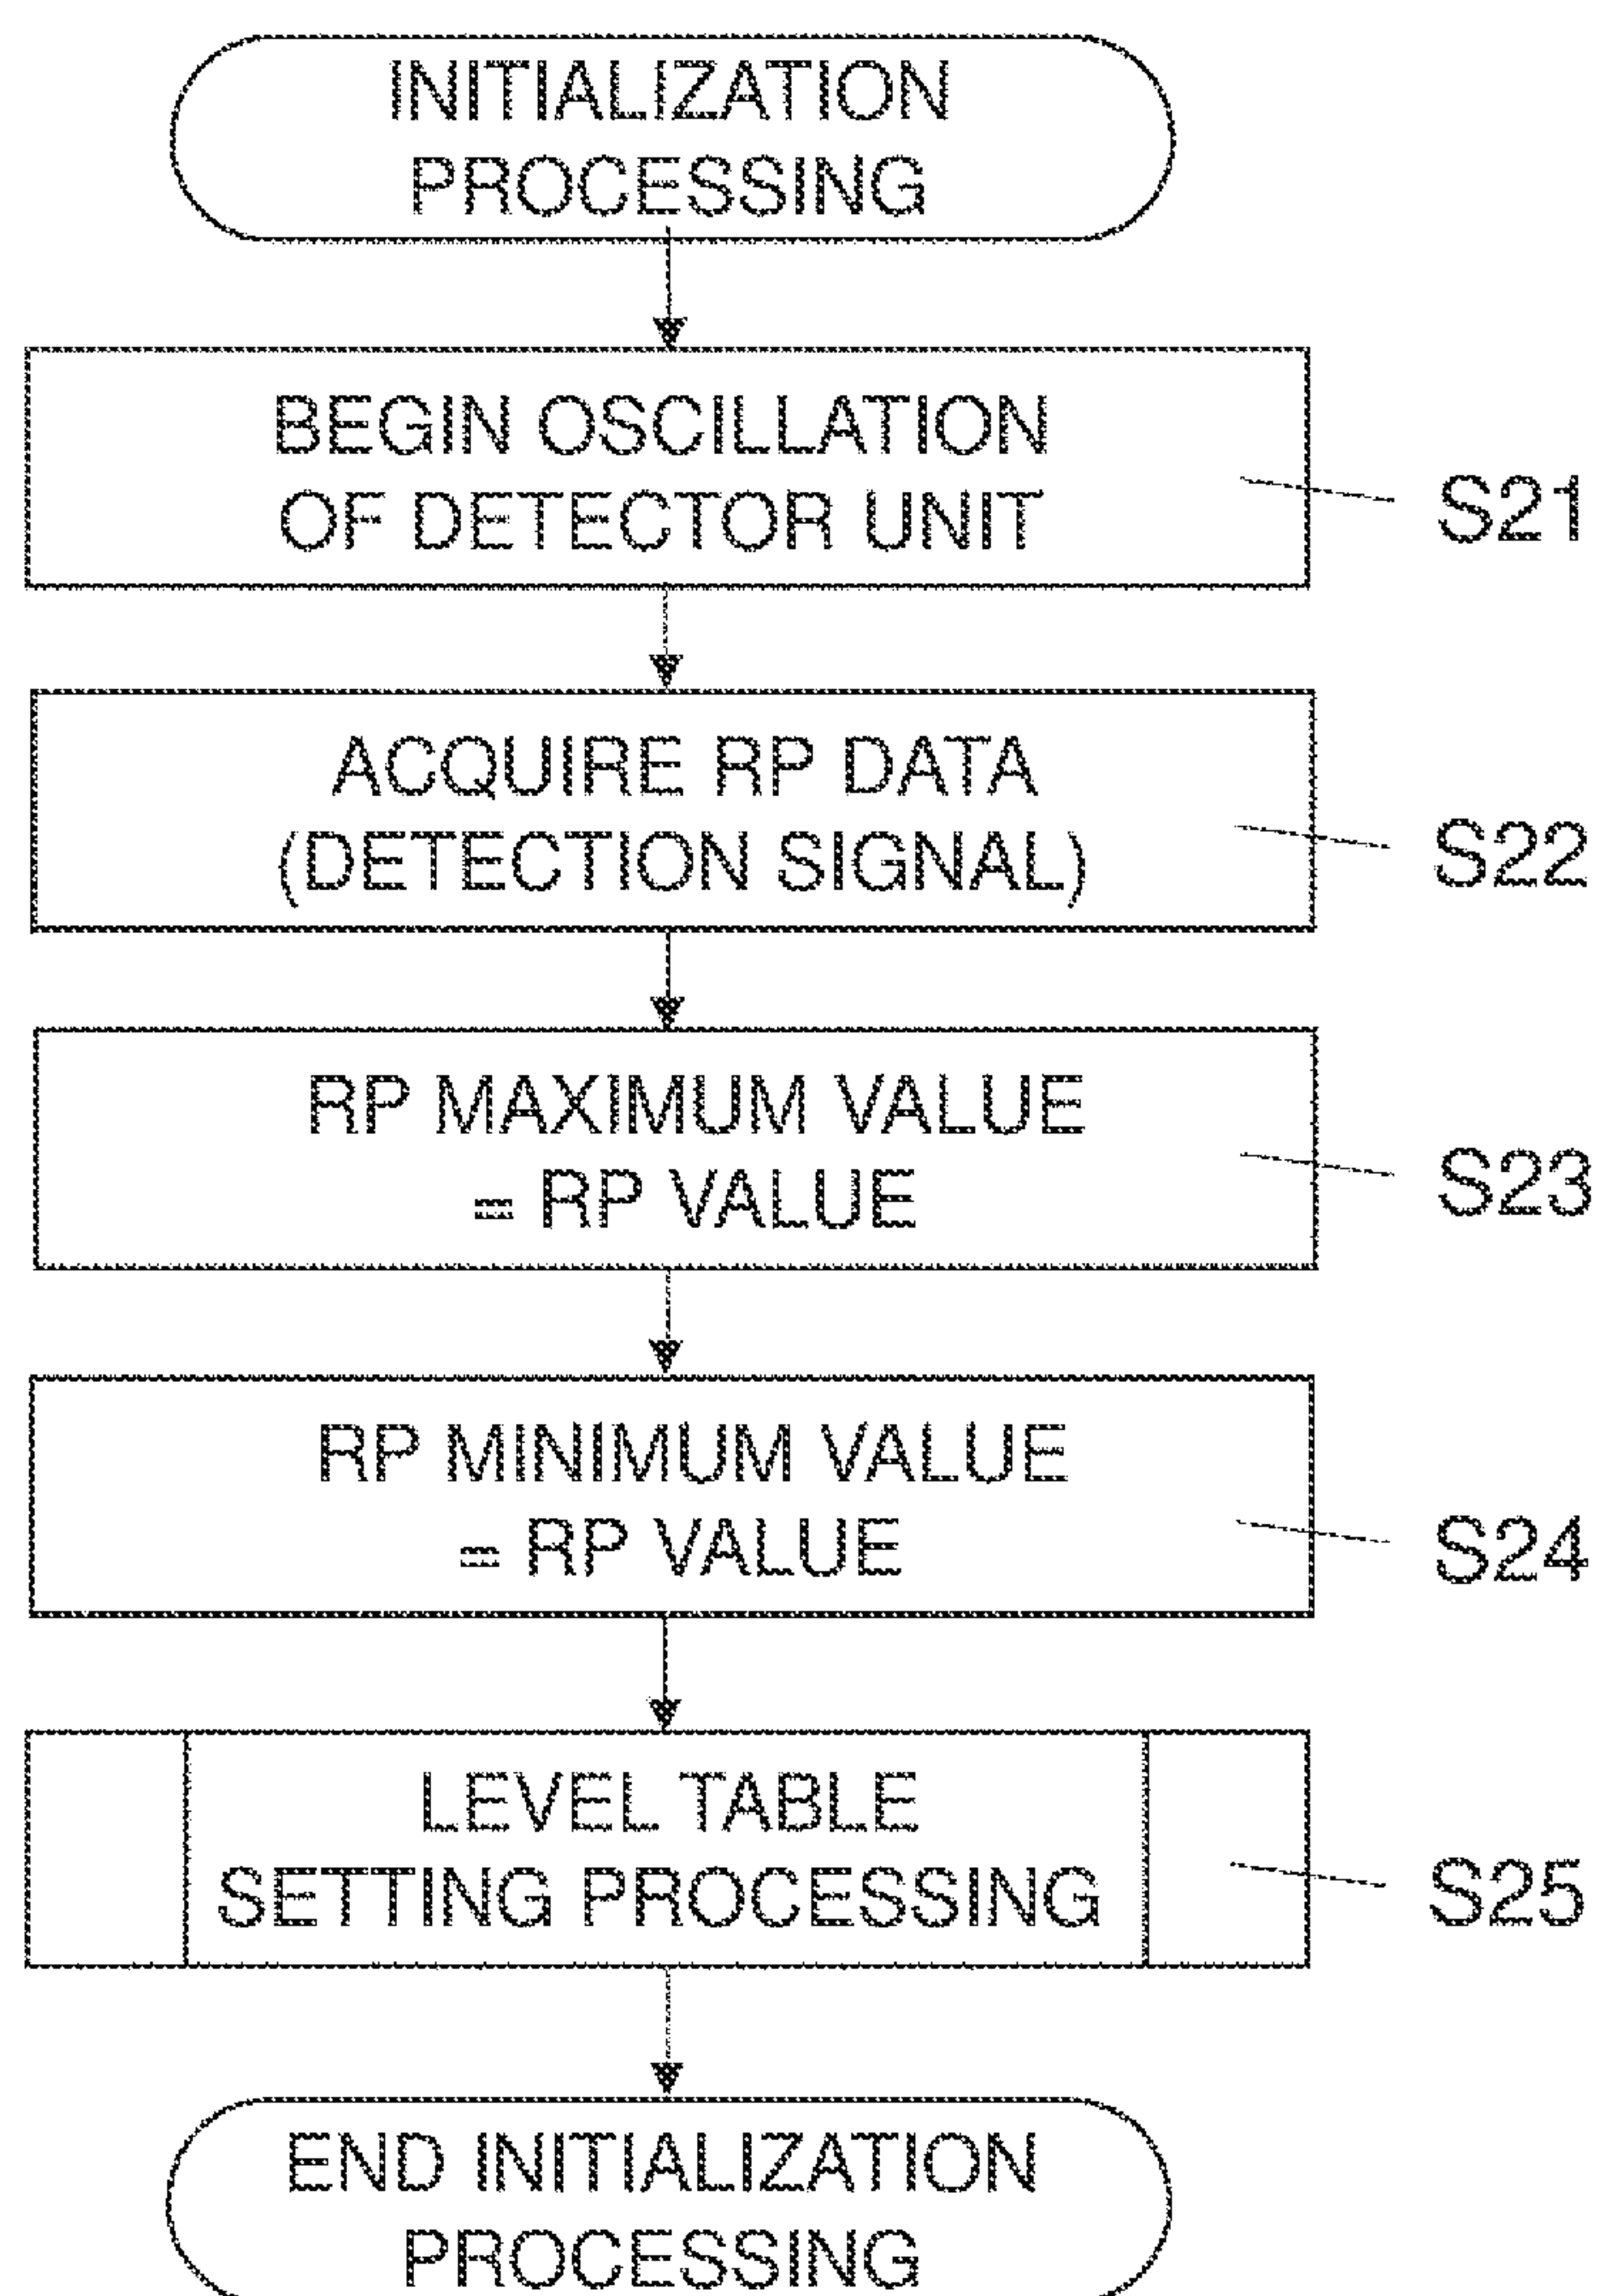 INITIALIZATION
PROCESSING
BEGIN OSCILLATION
OF DETECTOR UNIT
S21
ACQUIRE RP DATA
(DETECTION SIGNAL)
S22
RP MAXIMUM VALUE
= RP VALUE
S23
RP MINIMUM VALUE
= RP VALUE
S24
LEVEL TABLE
SETTING PROCESSING
S25
END INITIALIZATION
PROCESSING